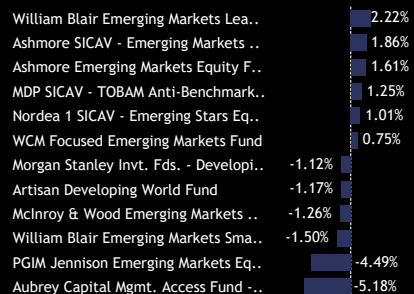 William Blair Emerging Markets Lea.. 2.22%
Ashmore SICAV - Emerging Markets .. 1.86%
Ashmore Emerging Markets Equity F.. 1.61%
MDP SICAV - TOBAM Anti-Benchmark.. 1.25%
Nordea 1 SICAV - Emerging Stars Eq.. 1.01%
WCM Focused Emerging Markets Fund 0.75%
Morgan Stanley Invt. Fds. - Developi.. -1.12%
Artisan Developing World Fund -1.17%
McInroy & Wood Emerging Markets .. -1.26%
William Blair Emerging Markets Sma.. -1.50%
PGIM Jennison Emerging Markets Eq.. -4.49%
Aubrey Capital Mgmt. Access Fund -.. -5.18%